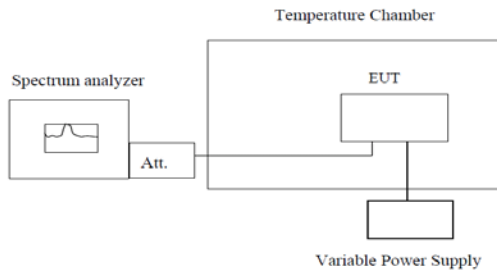 Temperature Chamber
Spectrum analyzer
EUT
Att.
Variable Power Supply